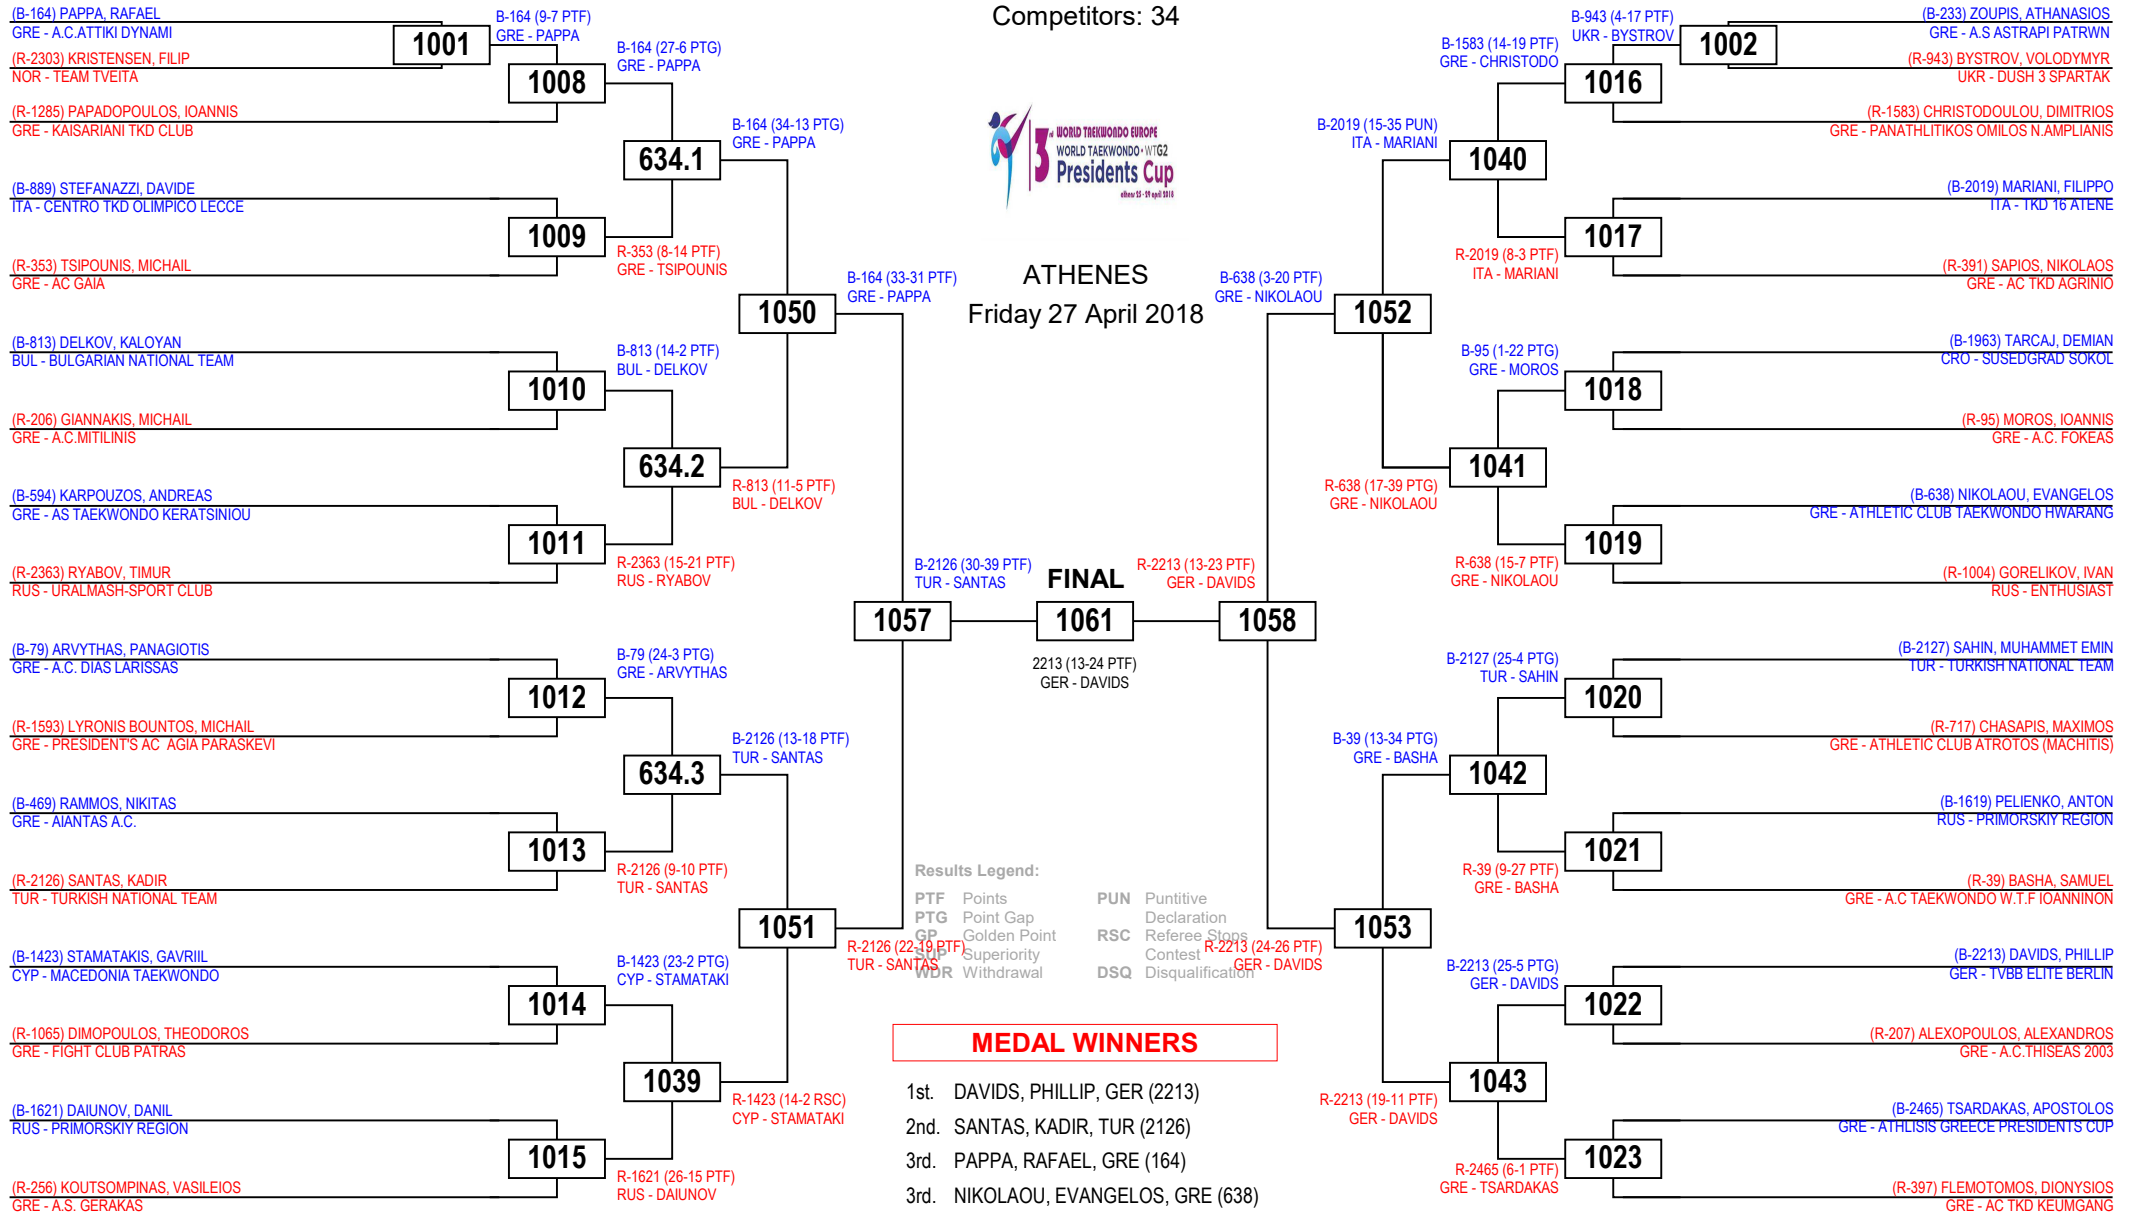 Competitors: 34
(B-164) PAPPA, RAFAEL
GRE - A.C.ATTIKI DYNAMI
(R-2303) KRISTENSEN, FILIP
NOR - TEAM TVEITA
(R-1285) PAPADOPOULOS, IOANNIS
GRE - KAISARIANI TKD CLUB
(B-889) STEFANAZZI, DAVIDE
ITA - CENTRO TKD OLIMPICO LECCE
(R-353) TSIPOUNIS, MICHAIL
GRE - AC GAIA
(B-813) DELKOV, KALOYAN
BUL - BULGARIAN NATIONAL TEAM
(R-206) GIANNAKIS, MICHAIL
GRE - A.C.MITILINIS
(B-594) KARPOUZOS, ANDREAS
GRE - AS TAEKWONDO KERATSINIOU
(R-2363) RYABOV, TIMUR
RUS - URALMASH-SPORT CLUB
(B-79) ARVYTHAS, PANAGIOTIS
GRE - A.C. DIAS LARISSAS
(R-1593) LYRONIS BOUNTOS, MICHAIL
GRE - PRESIDENT'S AC AGIA PARASKEVI
(B-469) RAMMOS, NIKITAS
GRE - AIANTAS A.C.
(R-2126) SANTAS, KADIR
TUR - TURKISH NATIONAL TEAM
(B-1423) STAMATAKIS, GAVRIIL
CYP - MACEDONIA TAEKWONDO
(R-1065) DIMOPOULOS, THEODOROS
GRE - FIGHT CLUB PATRAS
(B-1621) DAIUNOV, DANIL
RUS - PRIMORSKIY REGION
(R-256) KOUTSOMPINAS, VASILEIOS
GRE - A.S. GERAKAS
1001
B-164 (9-7 PTF)
GRE - PAPPA
1008
B-164 (27-6 PTG)
GRE - PAPPA
1009
R-353 (8-14 PTF)
GRE - TSIPOUNIS
1010
B-813 (14-2 PTF)
BUL - DELKOV
1011
R-2363 (15-21 PTF)
RUS - RYABOV
1012
B-79 (24-3 PTG)
GRE - ARVYTHAS
1013
R-2126 (9-10 PTF)
TUR - SANTAS
1014
B-1423 (23-2 PTG)
CYP - STAMATAKI
1015
R-1621 (26-15 PTF)
RUS - DAIUNOV
634.1
B-164 (34-13 PTG)
GRE - PAPPA
634.2
R-813 (11-5 PTF)
BUL - DELKOV
634.3
B-2126 (13-18 PTF)
TUR - SANTAS
1039
R-1423 (14-2 RSC)
CYP - STAMATAKI
1050
B-164 (33-31 PTF)
GRE - PAPPA
1051
R-2126 (22-19 PTF)
TUR - SANTAS
1057
B-2126 (30-39 PTF)
TUR - SANTAS
3rd WORLD TAEKWONDO EUROPE
WORLD TAEKWONDO • WTG2
Presidents Cup
athens 25 - 29 april 2018
ATHENES
Friday 27 April 2018
FINAL
1061
2213 (13-24 PTF)
GER - DAVIDS
R-2213 (13-23 PTF)
GER - DAVIDS
1058
B-638 (3-20 PTF)
GRE - NIKOLAOU
1052
R-2213 (24-26 PTF)
GER - DAVIDS
1053
B-2019 (15-35 PUN)
ITA - MARIANI
1040
R-638 (17-39 PTG)
GRE - NIKOLAOU
1041
B-39 (13-34 PTG)
GRE - BASHA
1042
R-2213 (19-11 PTF)
GER - DAVIDS
1043
B-943 (4-17 PTF)
UKR - BYSTROV
1002
B-1583 (14-19 PTF)
GRE - CHRISTODO
1016
R-2019 (8-3 PTF)
ITA - MARIANI
1017
B-95 (1-22 PTG)
GRE - MOROS
1018
R-638 (15-7 PTF)
GRE - NIKOLAOU
1019
B-2127 (25-4 PTG)
TUR - SAHIN
1020
R-39 (9-27 PTF)
GRE - BASHA
1021
B-2213 (25-5 PTG)
GER - DAVIDS
1022
R-2465 (6-1 PTF)
GRE - TSARDAKAS
1023
(B-233) ZOUPIS, ATHANASIOS
GRE - A.S ASTRAPI PATRWN
(R-943) BYSTROV, VOLODYMYR
UKR - DUSH 3 SPARTAK
(R-1583) CHRISTODOULOU, DIMITRIOS
GRE - PANATHLITIKOS OMILOS N.AMPLIANIS
(B-2019) MARIANI, FILIPPO
ITA - TKD 16 ATENE
(R-391) SAPIOS, NIKOLAOS
GRE - AC TKD AGRINIO
(B-1963) TARCAJ, DEMIAN
CRO - SUSEDGRAD SOKOL
(R-95) MOROS, IOANNIS
GRE - A.C. FOKEAS
(B-638) NIKOLAOU, EVANGELOS
GRE - ATHLETIC CLUB TAEKWONDO HWARANG
(R-1004) GORELIKOV, IVAN
RUS - ENTHUSIAST
(B-2127) SAHIN, MUHAMMET EMIN
TUR - TURKISH NATIONAL TEAM
(R-717) CHASAPIS, MAXIMOS
GRE - ATHLETIC CLUB ATROTOS (MACHITIS)
(B-1619) PELIENKO, ANTON
RUS - PRIMORSKIY REGION
(R-39) BASHA, SAMUEL
GRE - A.C TAEKWONDO W.T.F IOANNINON
(B-2213) DAVIDS, PHILLIP
GER - TVBB ELITE BERLIN
(R-207) ALEXOPOULOS, ALEXANDROS
GRE - A.C.THISEAS 2003
(B-2465) TSARDAKAS, APOSTOLOS
GRE - ATHLISIS GREECE PRESIDENTS CUP
(R-397) FLEMOTOMOS, DIONYSIOS
GRE - AC TKD KEUMGANG
Results Legend:
PTF Points
PTG Point Gap
GP Golden Point
SUP Superiority
WDR Withdrawal
PUN Puntitive
Declaration
RSC Referee Stops
Contest
DSQ Disqualification
MEDAL WINNERS
1st. DAVIDS, PHILLIP, GER (2213)
2nd. SANTAS, KADIR, TUR (2126)
3rd. PAPPA, RAFAEL, GRE (164)
3rd. NIKOLAOU, EVANGELOS, GRE (638)